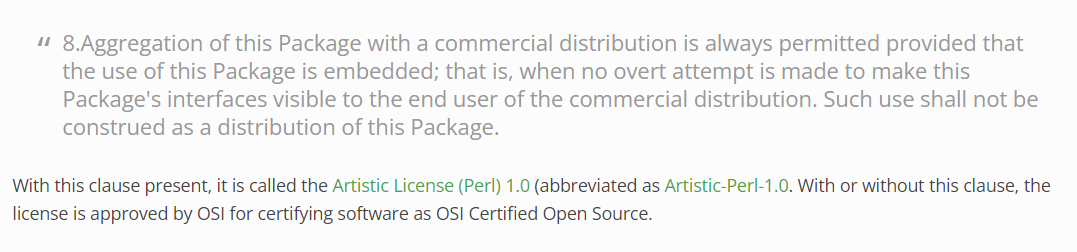 “ 8.Aggregation of this Package with a commercial distribution is always permitted provided that
the use of this Package is embedded; that is, when no overt attempt is made to make this
Package's interfaces visible to the end user of the commercial distribution. Such use shall not be
construed as a distribution of this Package.
With this clause present, it is called the Artistic License (Perl) 1.0 (abbreviated as Artistic-Perl-1.0. With or without this clause, the
license is approved by OSI for certifying software as OSI Certified Open Source.